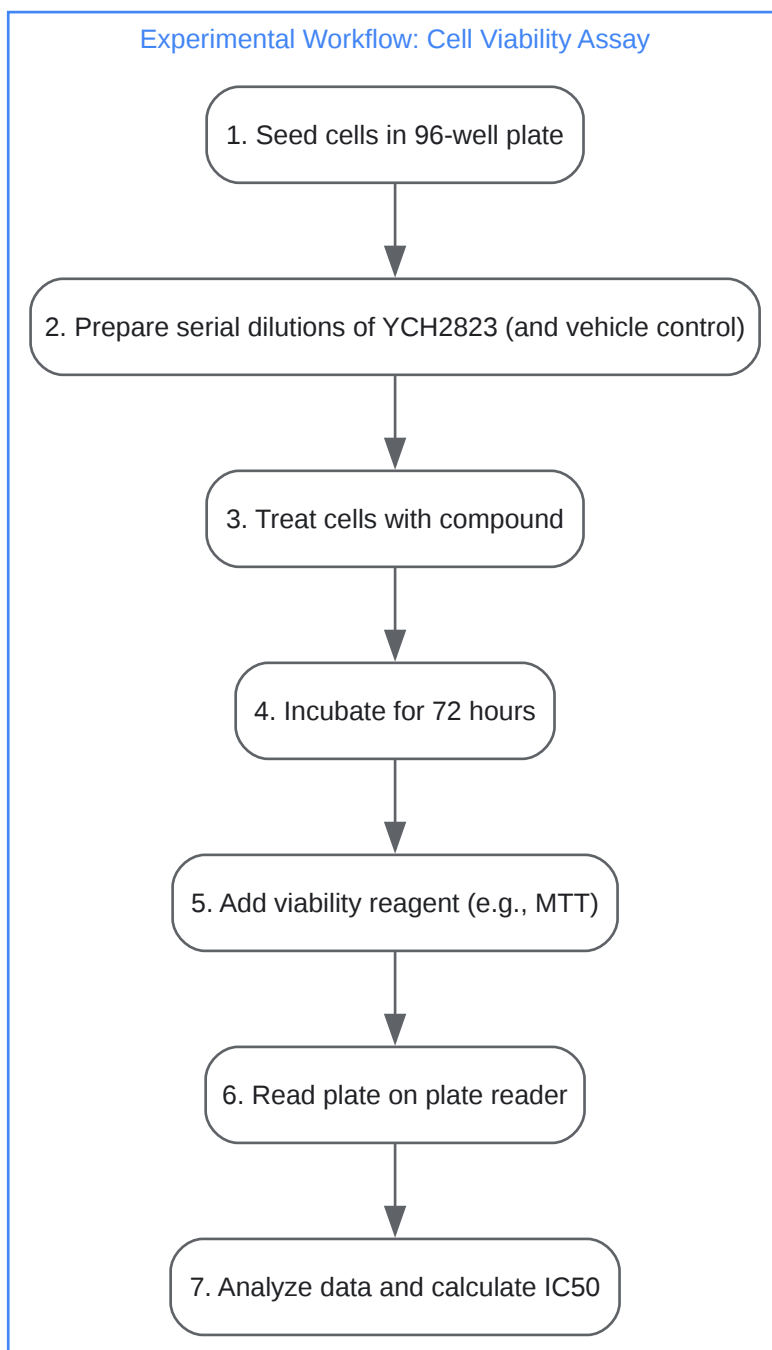 Experimental Workflow: Cell Viability Assay
1. Seed cells in 96-well plate
2. Prepare serial dilutions of YCH2823 (and vehicle control)
3. Treat cells with compound
4. Incubate for 72 hours
5. Add viability reagent (e.g., MTT)
6. Read plate on plate reader
7. Analyze data and calculate IC50